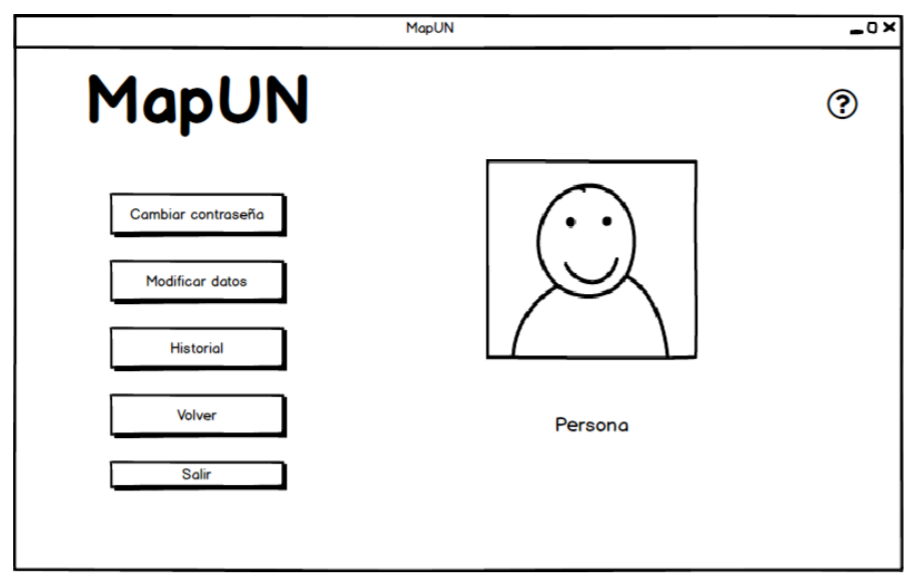 MapUN
MapUN
?
Cambiar contraseña
Modificar datos
Historial
Volver
Salir
Persona